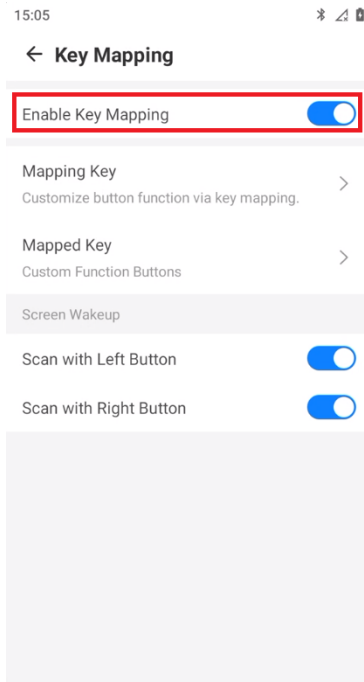 15:05
Key Mapping
Enable Key Mapping
Mapping Key
Customize button function via key mapping.
Mapped Key
Custom Function Buttons
Screen Wakeup
Scan with Left Button
Scan with Right Button